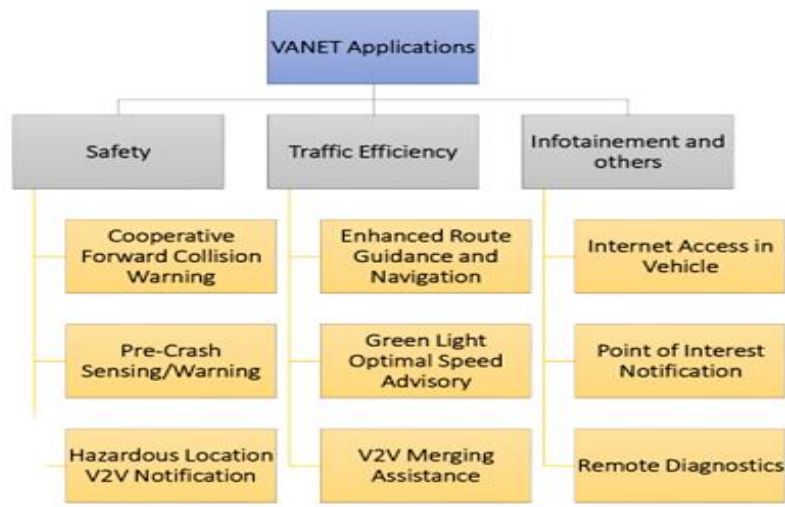 VANET Applications
Safety
Traffic Efficiency
Infotainement and
others
Cooperative
Forward Collision
Warning
Enhanced Route
Guidance and
Navigation
Internet Access in
Vehicle
Pre-Crash
Sensing/Warning
Green Light
Optimal Speed
Advisory
Point of Interest
Notification
Hazardous Location
V2V Notification
V2V Merging
Assistance
Remote Diagnostics